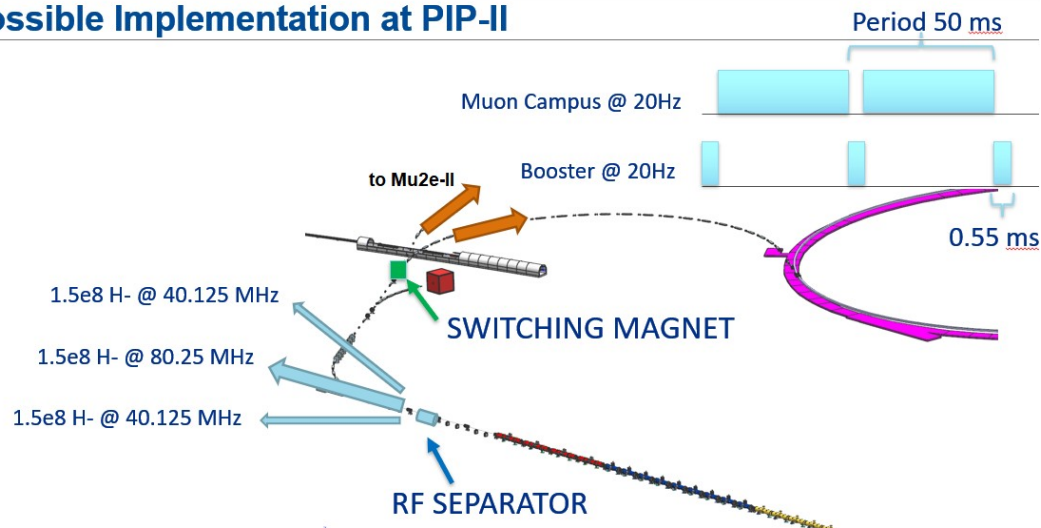 ossible Implementation at PIP-II
Period 50 ms
Muon Campus @ 20Hz
Booster @ 20Hz
to Mu2e-II
0.55 ms
1.5e8 H- @ 40.125 MHz
SWITCHING MAGNET
1.5e8 H- @ 80.25 MHz
1.5e8 H- @ 40.125 MHz
RF SEPARATOR